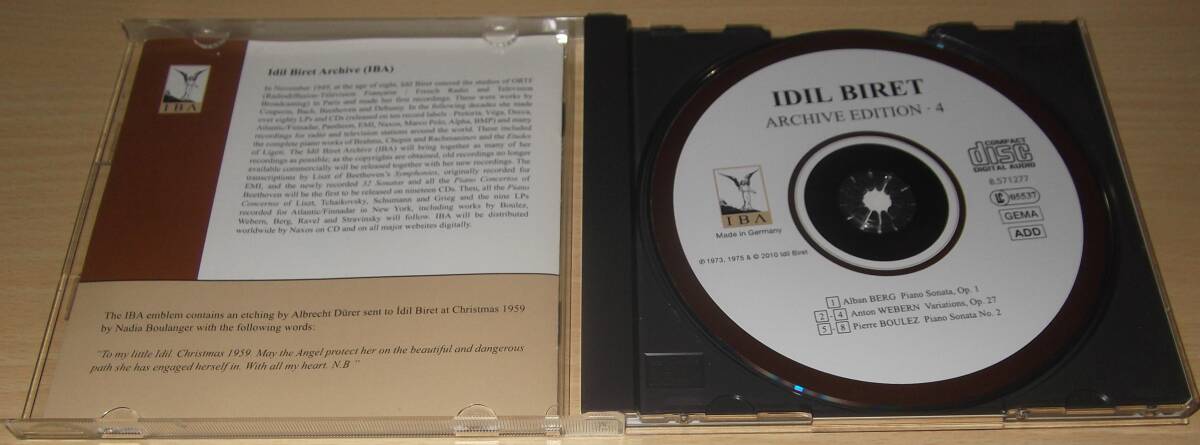 IBA
Idil Biret Archive (IBA)
In November 1949, at the age of eight, Idil Biret entered the studios of ORTF
(Radiodiffusion-Télévision Française / French Radio and Television
Broadcasting) in Paris and made her first recordings. These were works by
Couperin, Bach, Beethoven and Debussy. In the following decades she made
over eighty LPs and CDs (released on ten record labels - Pretoria, Véga, Decca,
Atlantic/Finnadar, Pantheon, EMI, Naxos, Marco Polo, Alpha, BMP) and many
recordings for radio and television stations around the world. These included
the complete piano works of Brahms, Chopin and Rachmaninov and the Etudes
of Ligeti. The Idil Biret Archive (IBA) will bring together as many of her
recordings as possible; as the copyrights are obtained, old recordings no longer
available commercially will be released together with her new recordings. The
transcriptions by Liszt of Beethoven's Symphonies, originally recorded for
EMI, and the newly recorded 32 Sonatas and all the Piano Concertos of
Beethoven will be the first to be released on nineteen CDs. Then, all the Piano
Concertos of Liszt, Tchaikovsky, Schumann and Grieg and the nine LPs
recorded for Atlantic/Finnadar in New York, including works by Boulez,
Webern, Berg, Ravel and Stravinsky will follow. IBA will be distributed
worldwide by Naxos on CD and on all major websites digitally.
The IBA emblem contains an etching by Albrecht Dürer sent to İdil Biret at Christmas 1959
by Nadia Boulanger with the following words:
"To my little Idil. Christmas 1959. May the Angel protect her on the beautiful and dangerous
path she has engaged herself in. With all my heart. N.B "
IDIL BIRET
ARCHIVE EDITION · 4
COMPACT
disc
DIGITAL AUDIO
8.571277
LC 05537
GEMA
ADD
IBA
Made in Germany
℗ 1973, 1975 & © 2010 Idil Biret
1 Alban BERG Piano Sonata, Op. 1
2 - 4 Anton WEBERN Variations, Op. 27
5 - 8 Pierre BOULEZ Piano Sonata No. 2